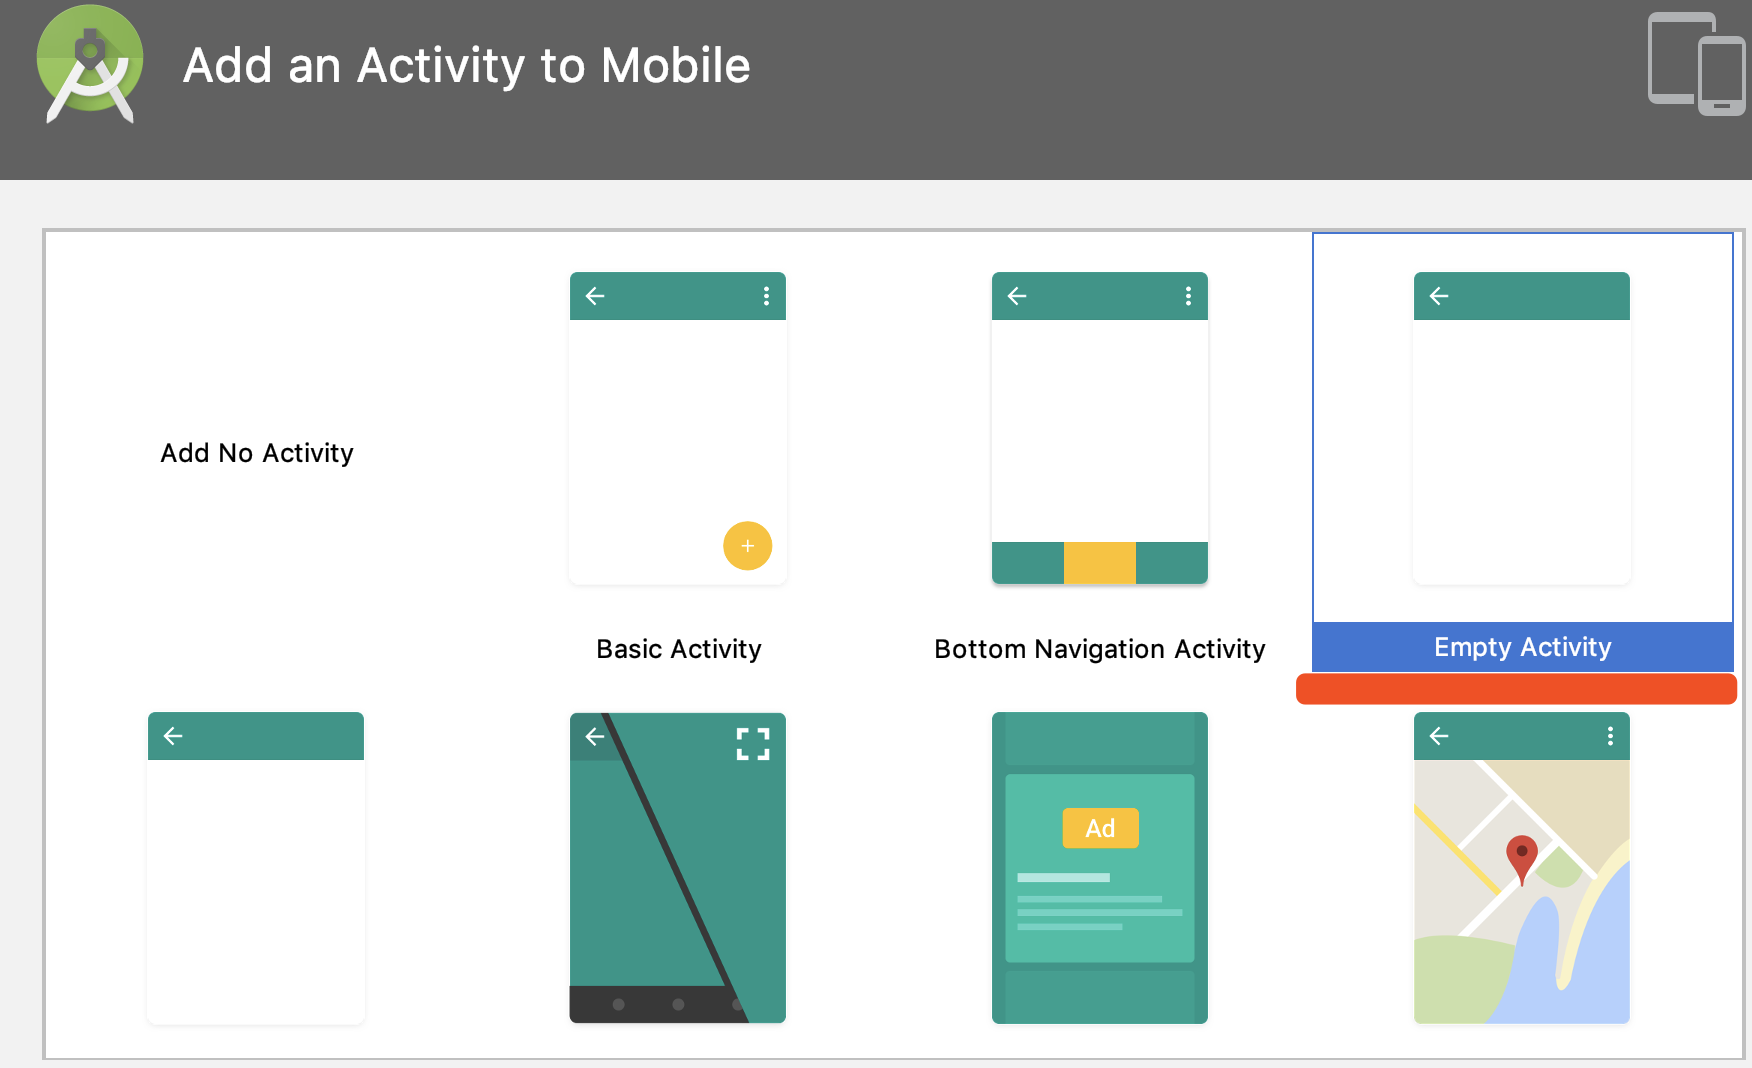 Add an Activity to Mobile
Add No Activity
Basic Activity
Bottom Navigation Activity
Empty Activity
Ad